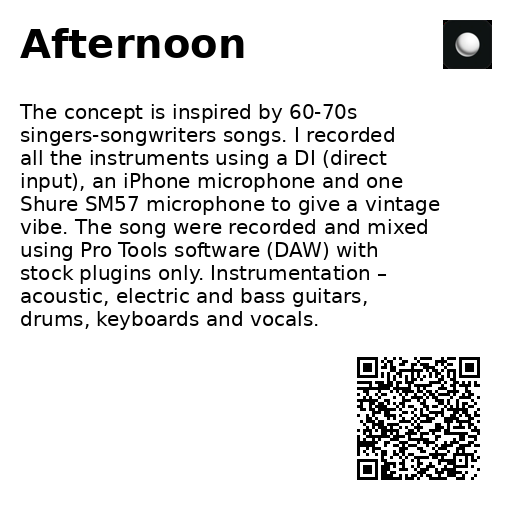 Afternoon
The concept is inspired by 60-70s
singers-songwriters songs. I recorded
all the instruments using a DI (direct
input), an iPhone microphone and one
Shure SM57 microphone to give a vintage
vibe. The song were recorded and mixed
using Pro Tools software (DAW) with
stock plugins only. Instrumentation –
acoustic, electric and bass guitars,
drums, keyboards and vocals.